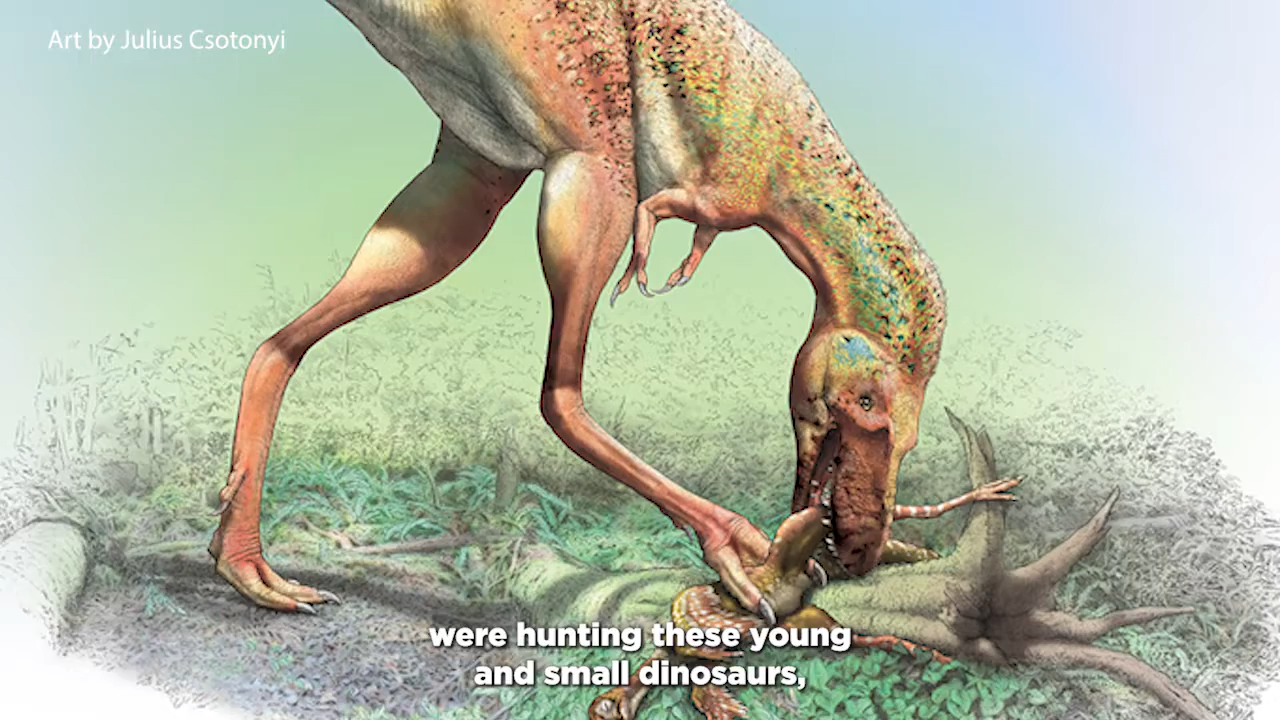 Art by Julius Csotonyi
were hunting these young
and small dinosaurs,